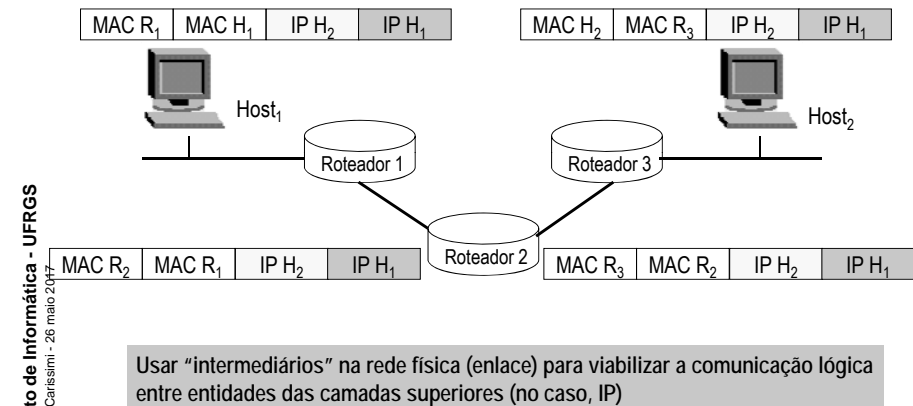 MAC R₁ MAC H₁ IP H₂ IP H₁
MAC H₂ MAC R₃ IP H₂ IP H₁
Host₁
Host₂
Roteador 1
Roteador 3
Roteador 2
MAC R₂ MAC R₁ IP H₂ IP H₁
MAC R₃ MAC R₂ IP H₂ IP H₁
Usar “intermediários” na rede física (enlace) para viabilizar a comunicação lógica
entre entidades das camadas superiores (no caso, IP)
to de Informática - UFRGS
Carissimi - 26 maio 2017